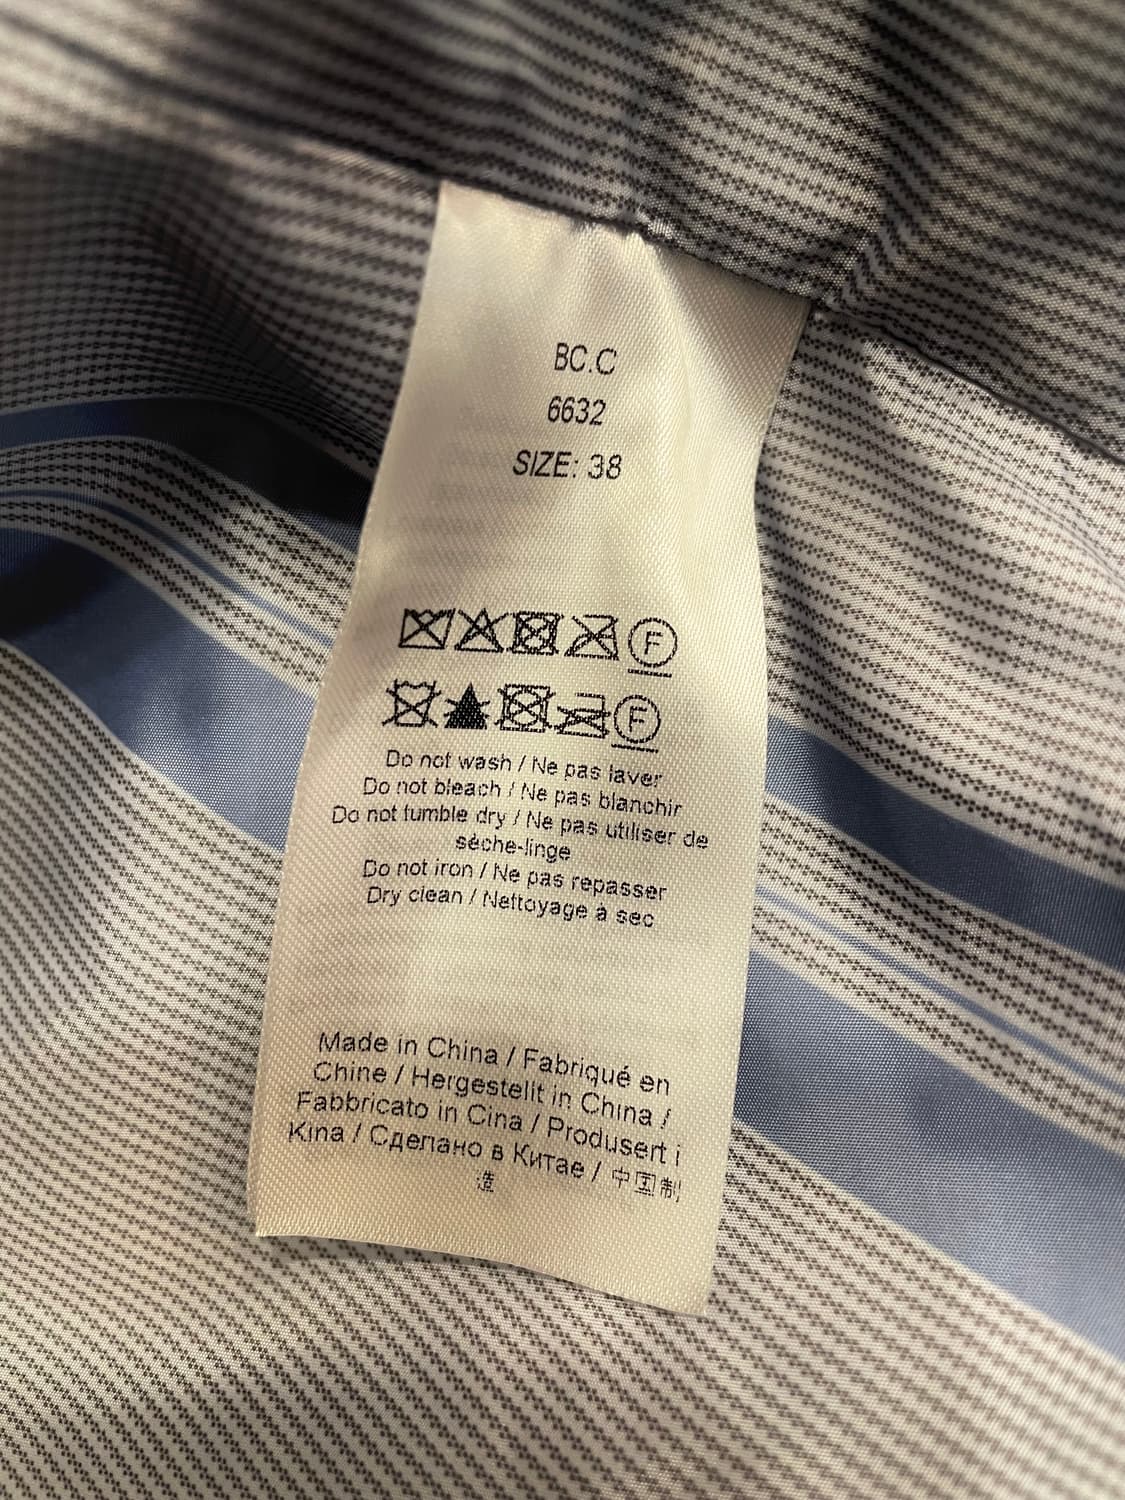 BC.C
6632
SIZE: 38
F
F
Do not wash / Ne pas laver
Do not bleach / Ne pas blanchir
Do not tumble dry / Ne pas utiliser de
sèche-linge
Do not iron / Ne pas repasser
Dry clean / Nettoyage à sec
Made in China / Fabriqué en
Chine / Hergestellt in China /
Fabbricato in Cina / Produsert i
Kina / Сделано в Китае / 中国制
造